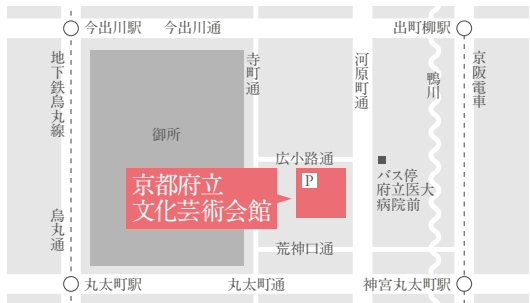 今出川駅
今出川通
出町柳駅
地下鉄烏丸線
寺町通
河原町通
鴨川
京阪電車
御所
広小路通
P
バス停
府立医大
病院前
京都府立
文化芸術会館
烏丸通
荒神口通
丸太町駅
丸太町通
神宮丸太町駅